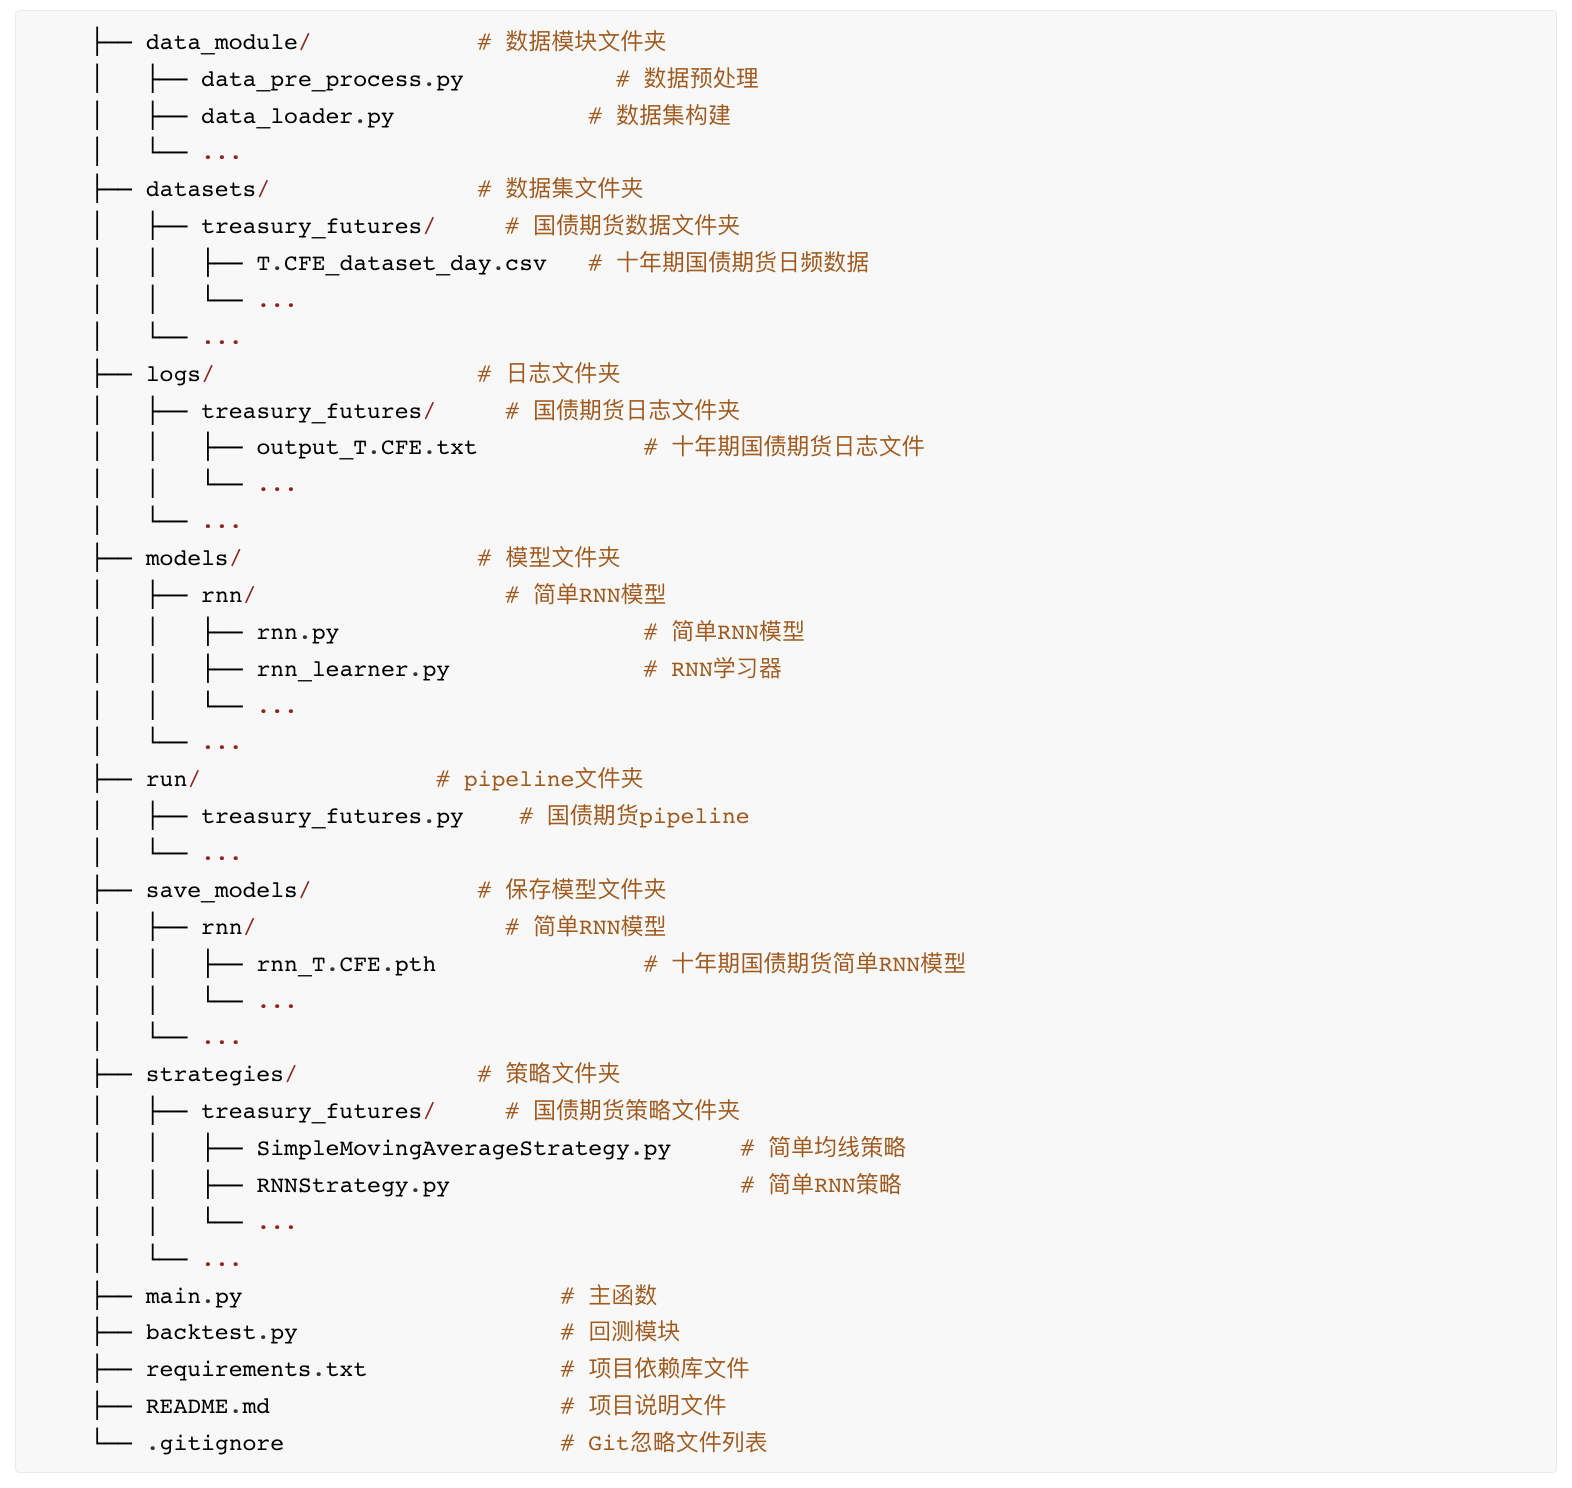 ├── data_module/            # 数据模块文件夹
│   ├── data_pre_process.py           # 数据预处理
│   ├── data_loader.py              # 数据集构建
│   └── ...
├── datasets/               # 数据集文件夹
│   ├── treasury_futures/     # 国债期货数据文件夹
│   │   ├── T.CFE_dataset_day.csv   # 十年期国债期货日频数据
│   │   └── ...
│   └── ...
├── logs/                   # 日志文件夹
│   ├── treasury_futures/     # 国债期货日志文件夹
│   │   ├── output_T.CFE.txt            # 十年期国债期货日志文件
│   │   └── ...
│   └── ...
├── models/                 # 模型文件夹
│   ├── rnn/                  # 简单RNN模型
│   │   ├── rnn.py                      # 简单RNN模型
│   │   ├── rnn_learner.py              # RNN学习器
│   │   └── ...
│   └── ...
├── run/                 # pipeline文件夹
│   ├── treasury_futures.py    # 国债期货pipeline
│   └── ...
├── save_models/            # 保存模型文件夹
│   ├── rnn/                  # 简单RNN模型
│   │   ├── rnn_T.CFE.pth               # 十年期国债期货简单RNN模型
│   │   └── ...
│   └── ...
├── strategies/             # 策略文件夹
│   ├── treasury_futures/     # 国债期货策略文件夹
│   │   ├── SimpleMovingAverageStrategy.py     # 简单均线策略
│   │   ├── RNNStrategy.py                     # 简单RNN策略
│   │   └── ...
│   └── ...
├── main.py                       # 主函数
├── backtest.py                   # 回测模块
├── requirements.txt              # 项目依赖库文件
├── README.md                     # 项目说明文件
└── .gitignore                    # Git忽略文件列表